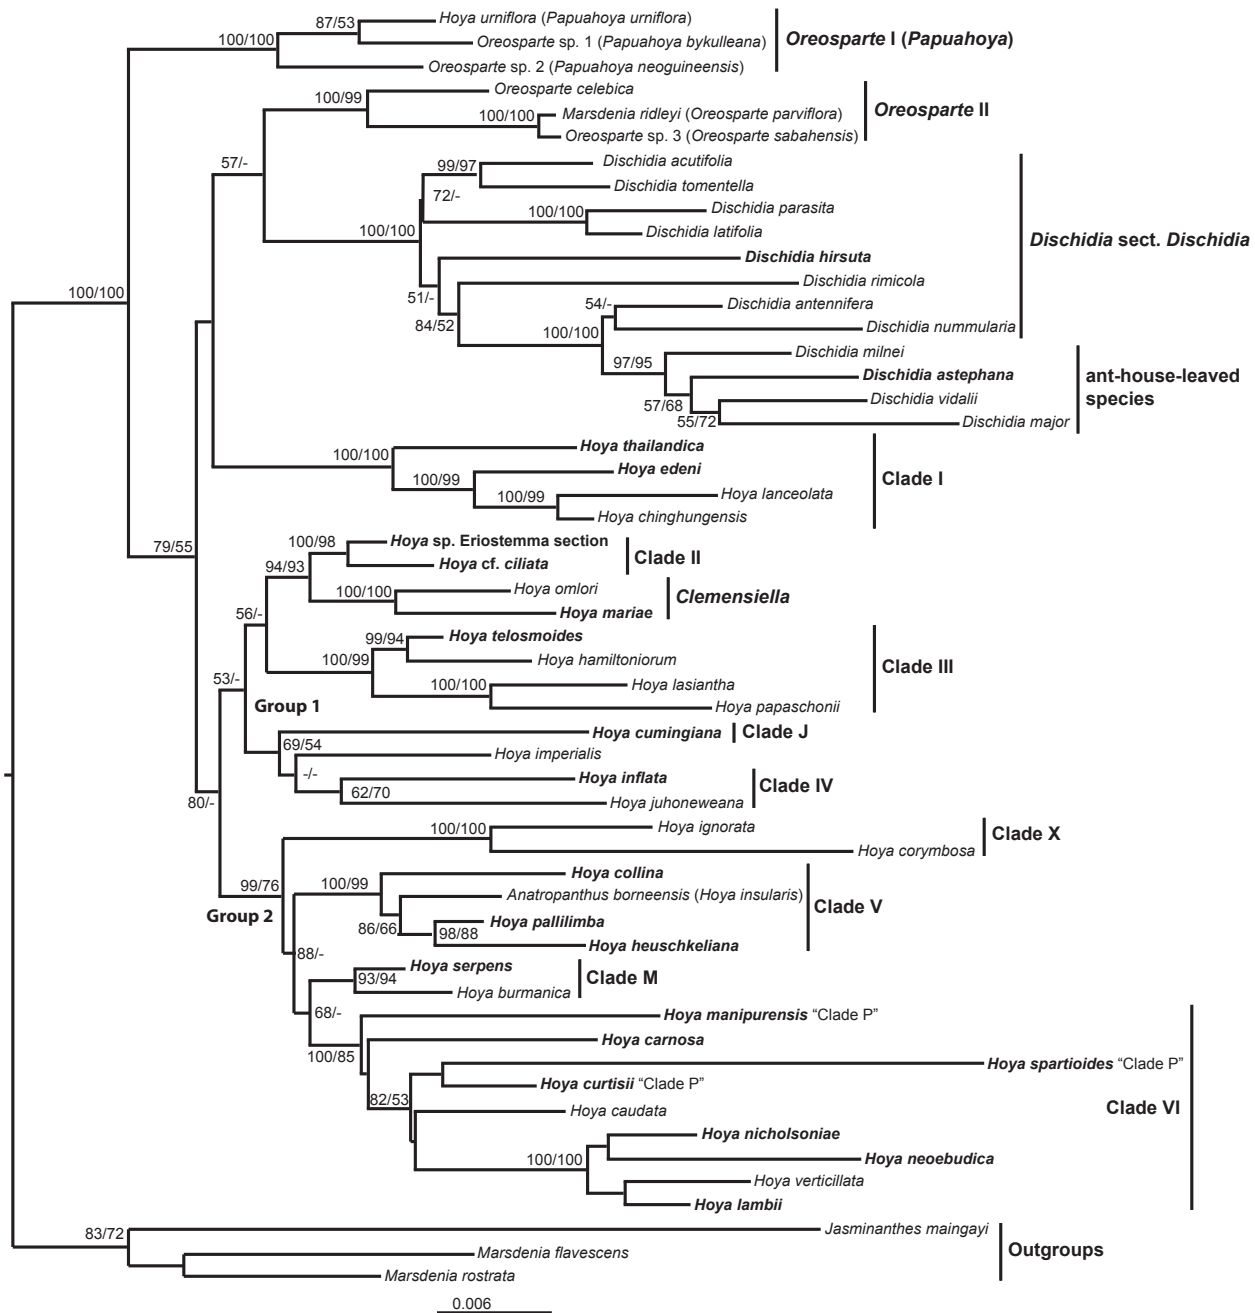 87/53
Hoya urniflora (Papuahoya urniflora)
100/100
Oreosparte sp. 1 (Papuahoya bykulleana)
Oreosparte I (Papuahoya)
Oreosparte sp. 2 (Papuahoya neoguineensis)
Oreosparte celebica
100/99
100/100
Marsdenia ridleyi (Oreosparte parviflora)
Oreosparte II
Oreosparte sp. 3 (Oreosparte sabahensis)
57/-
99/97
Dischidia acutifolia
72/-
Dischidia tomentella
100/100
Dischidia parasita
100/100
Dischidia latifolia
Dischidia sect. Dischidia
Dischidia hirsuta
Dischidia rimicola
100/100
51/-
54/-
Dischidia antennifera
84/52
100/100
Dischidia nummularia
97/95
Dischidia milnei
Dischidia astephana
ant-house-leaved
species
57/68
Dischidia vidalii
55/72
Dischidia major
100/100
Hoya thailandica
100/99
Hoya edeni
Clade I
100/99
Hoya lanceolata
Hoya chinghungensis
79/55
100/98
Hoya sp. Eriostemma section
Clade II
94/93
Hoya cf. ciliata
100/100
Hoya omlori
Clemensiella
Hoya mariae
56/-
99/94
Hoya telosmoides
100/99
Hoya hamiltoniorum
Clade III
100/100
Hoya lasiantha
53/-
Group 1
Hoya papaschonii
Hoya cumingiana
Clade J
69/54
Hoya imperialis
-/-
Hoya inflata
Clade IV
62/70
Hoya juhoneweana
80/-
100/100
Hoya ignorata
Clade X
Hoya corymbosa
99/76
100/99
Hoya collina
Group 2
Anatropanthus borneensis (Hoya insularis)
Clade V
86/66
98/88
Hoya pallilimba
Hoya heuschkeliana
88/-
Hoya serpens
Clade M
93/94
Hoya burmanica
68/-
Hoya manipurensis “Clade P”
100/85
Hoya carnosa
Hoya spartioides “Clade P”
82/53
Hoya curtisii “Clade P”
Clade VI
Hoya caudata
Hoya nicholsoniae
100/100
Hoya neoebudica
Hoya verticillata
Hoya lambii
83/72
Jasminanthes maingayi
Outgroups
Marsdenia flavescens
Marsdenia rostrata
0.006